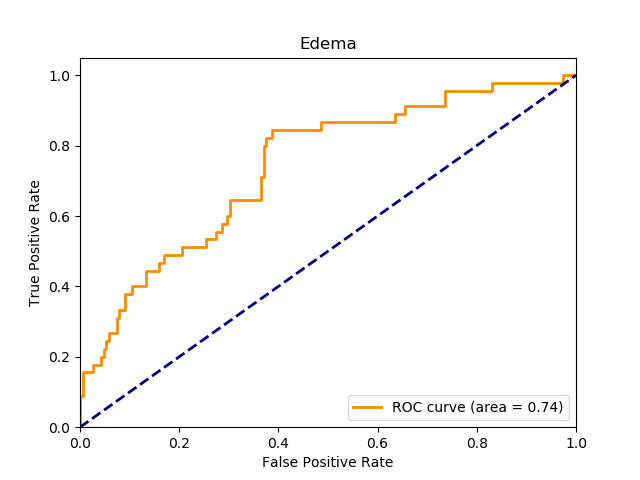 Edema
True Positive Rate
1.0
0.8
0.6
0.4
0.2
0.0
0.0 0.2 0.4 0.6 0.8 1.0
False Positive Rate
ROC curve (area = 0.74)